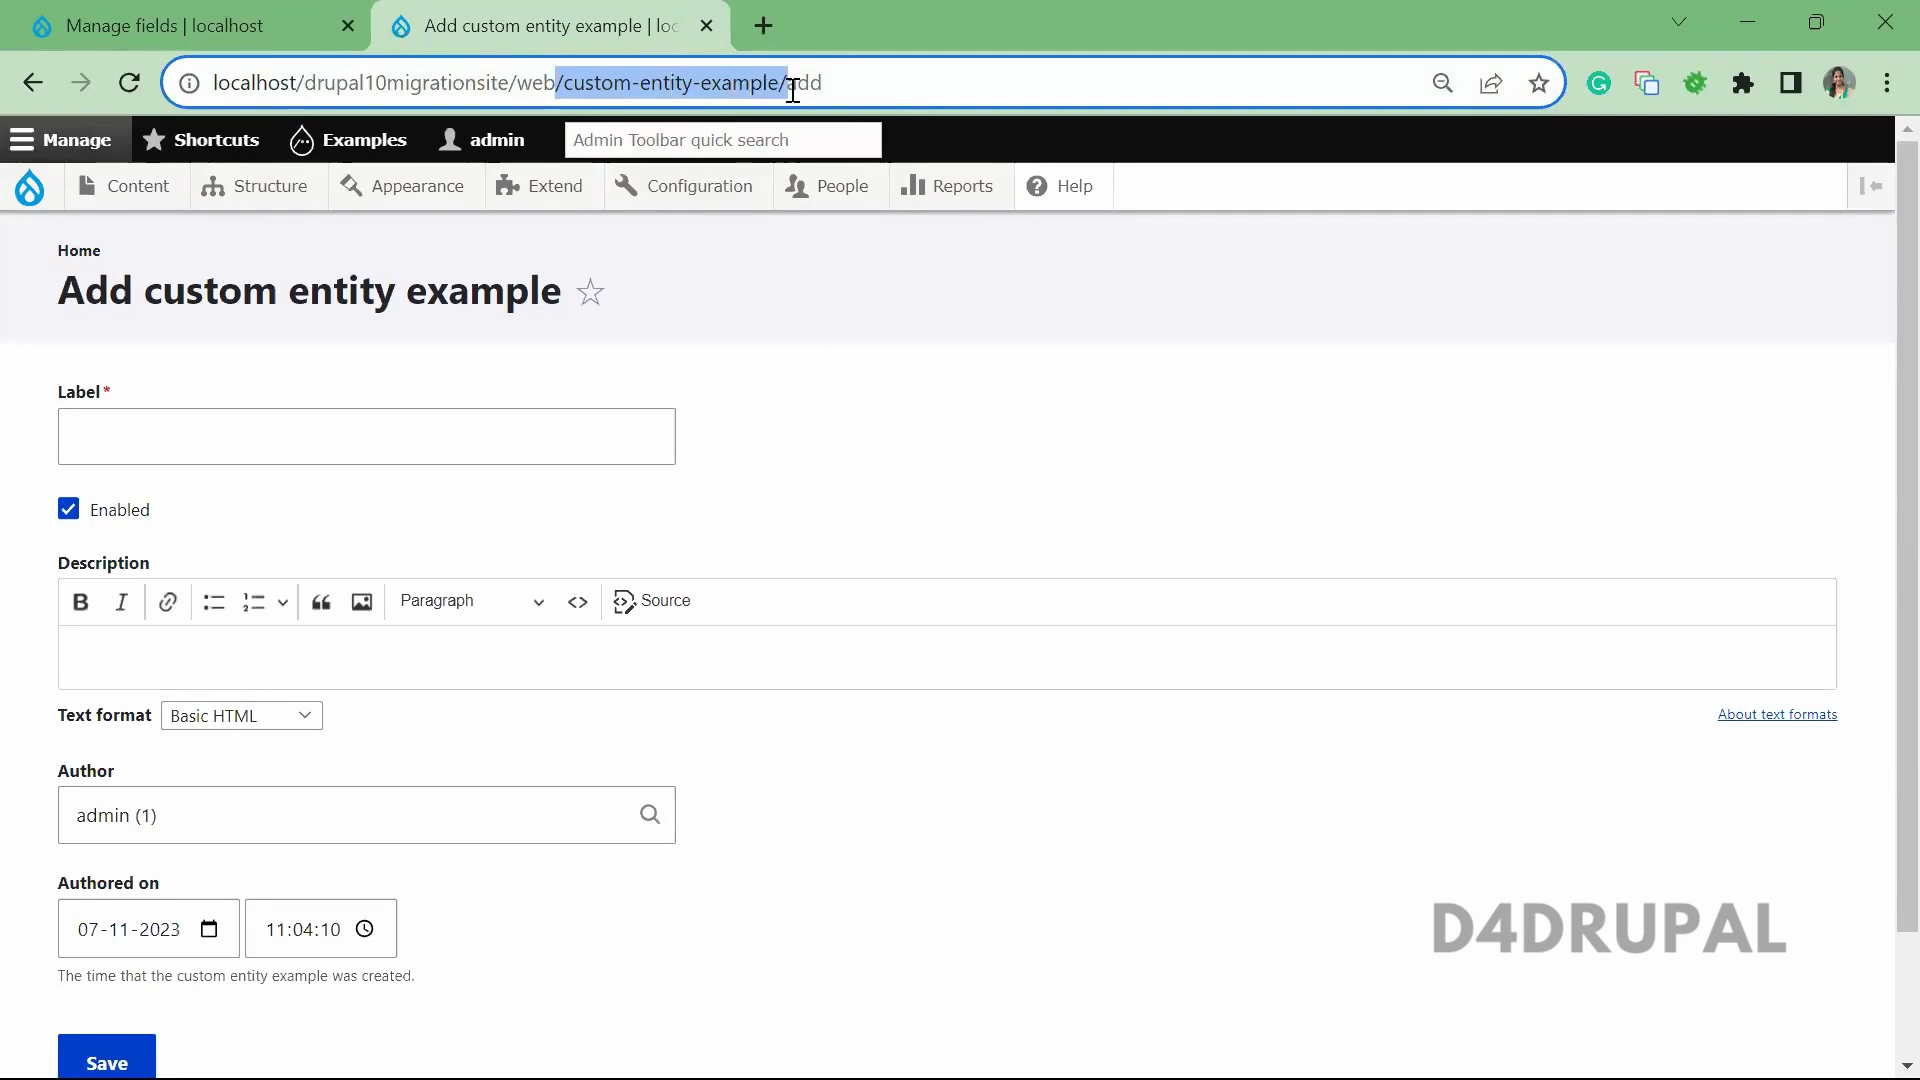 Manage fields | localhost
Add custom entity example | loc
localhost/drupal10migrationsite/web/custom-entity-example/add
Manage
Shortcuts
Examples
admin
Admin Toolbar quick search
Content
Structure
Appearance
Extend
Configuration
People
Reports
Help
Home
Add custom entity example
Label*
Enabled
Description
Paragraph
Source
Text format
Basic HTML
About text formats
Author
admin (1)
Authored on
07-11-2023
11:04:10
The time that the custom entity example was created.
D4DRUPAL
Save